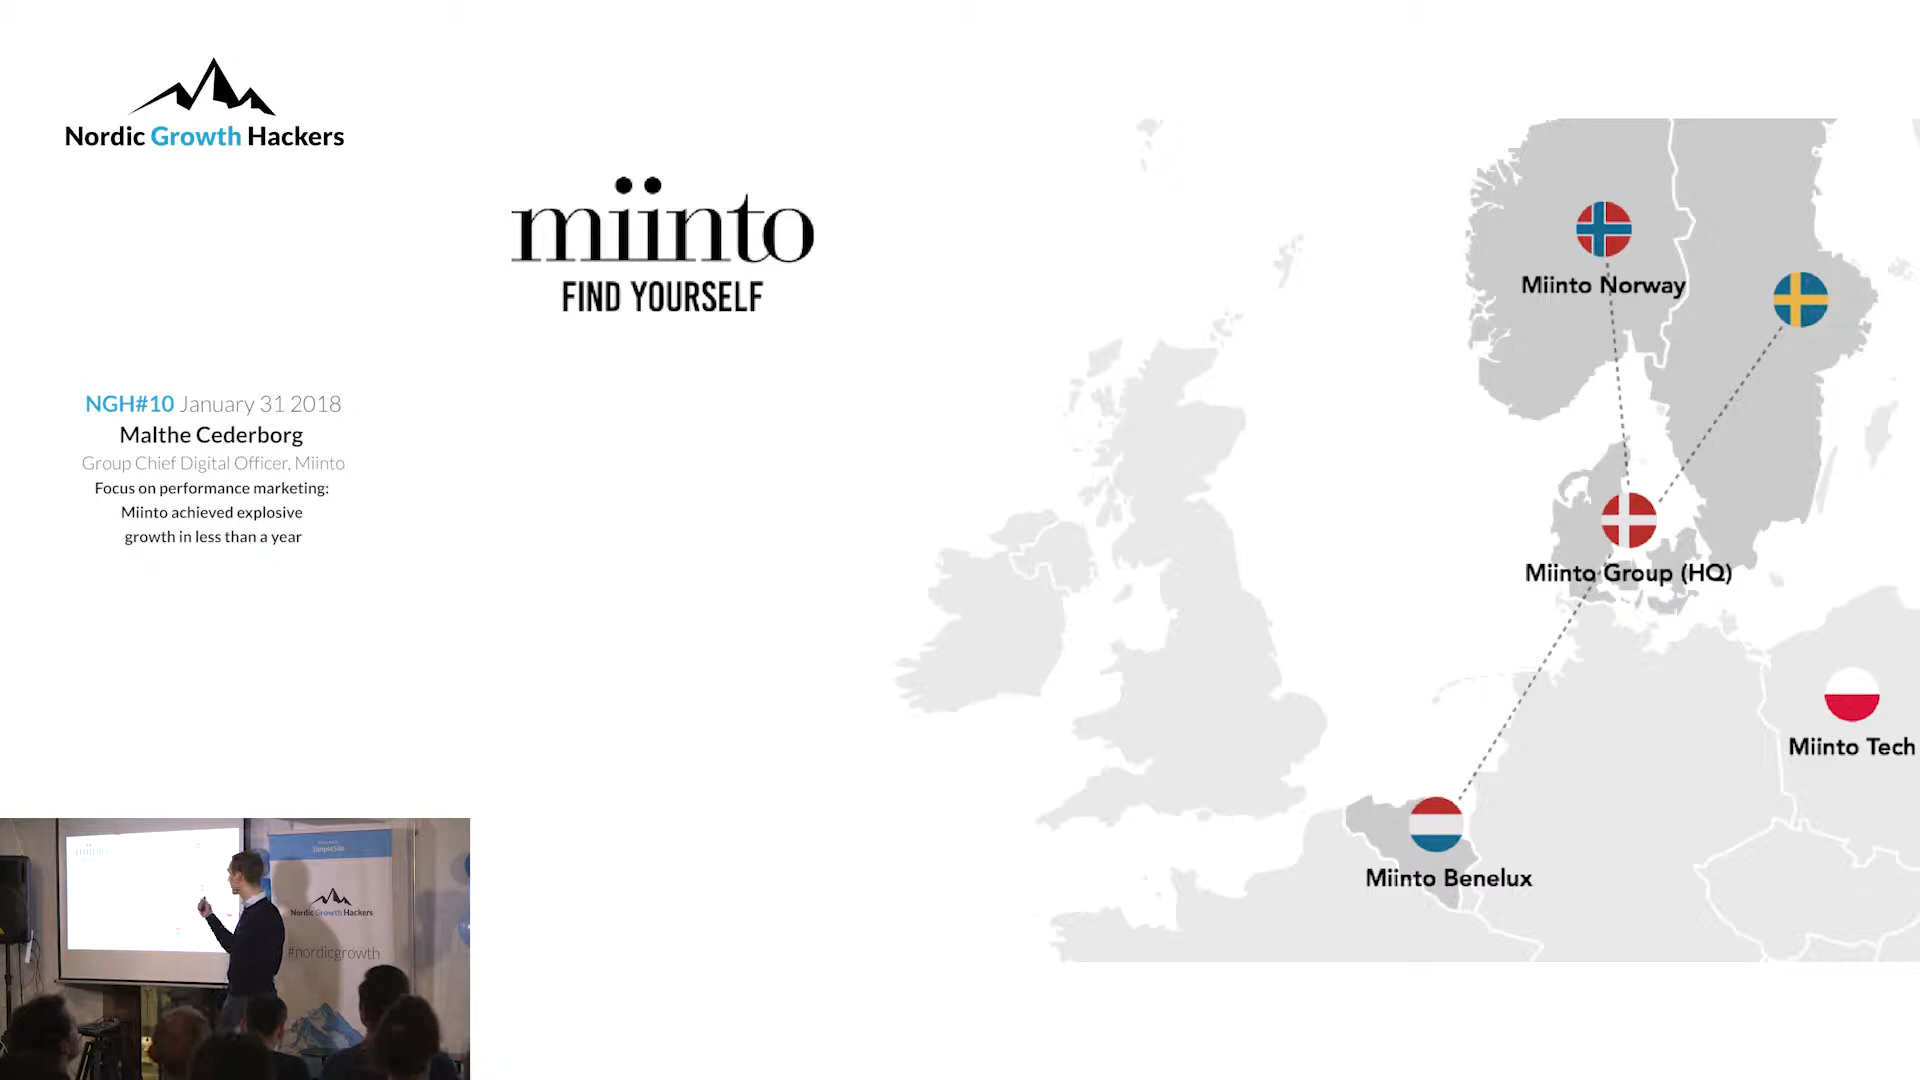 Nordic Growth Hackers
miinto
FIND YOURSELF
NGH#10 January 31 2018
Malthe Cederborg
Group Chief Digital Officer, Miinto
Focus on performance marketing:
Miinto achieved explosive
growth in less than a year
Miinto Norway
Miinto Group (HQ)
Miinto Tech
Miinto Benelux
miinto
SimpleSite
Nordic Growth Hackers
#nordicgrowth